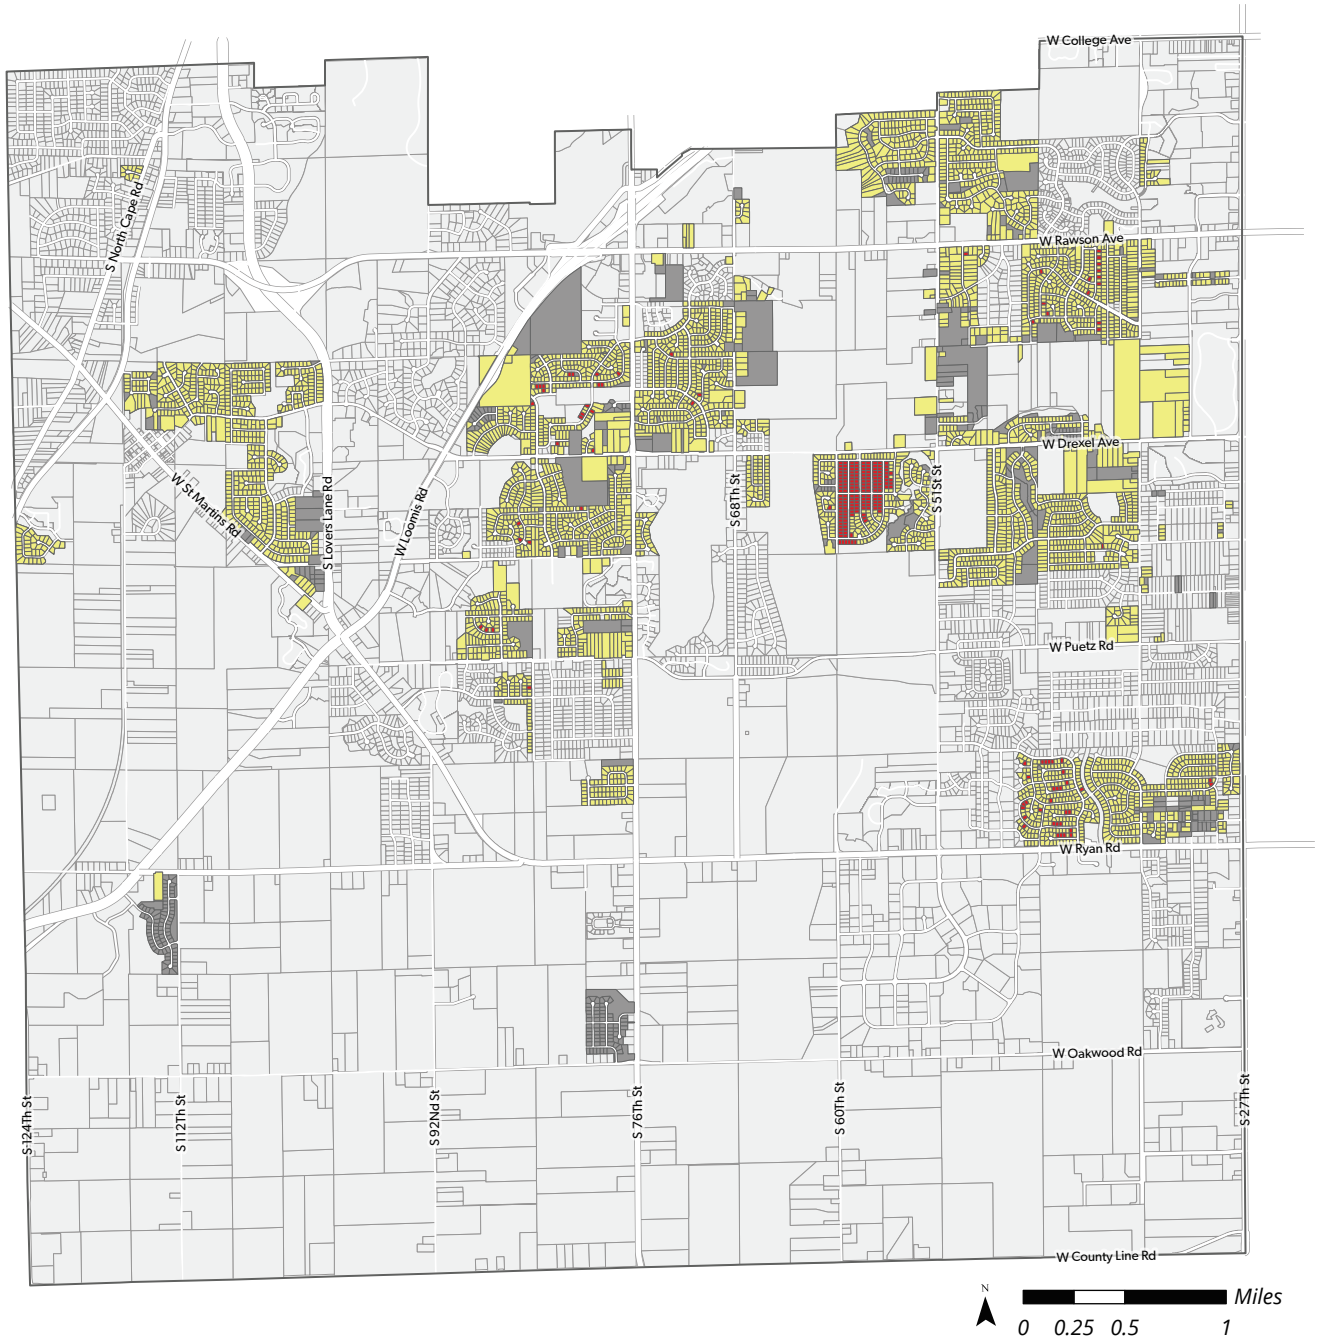 W College Ave
S North Cape Rd
W Rawson Ave
W Drexel Ave
W St Martins Rd
S Lovers Lane Rd
W Loomis Rd
S 68Th St
S 51St St
W Puetz Rd
W Ryan Rd
W Oakwood Rd
S 124Th St
S 112Th St
S 92Nd St
S 76Th St
S 60Th St
S 27Th St
W County Line Rd
N
Miles
0 0.25 0.5 1